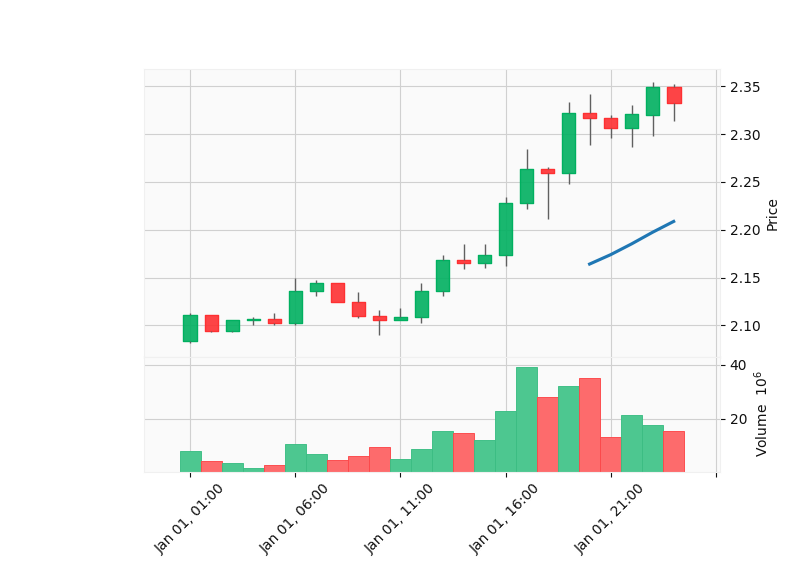 2.35
2.30
2.25
2.20
2.15
2.10
Price
40
20
Volume 10^6
Jan 01, 01:00
Jan 01, 06:00
Jan 01, 11:00
Jan 01, 16:00
Jan 01, 21:00